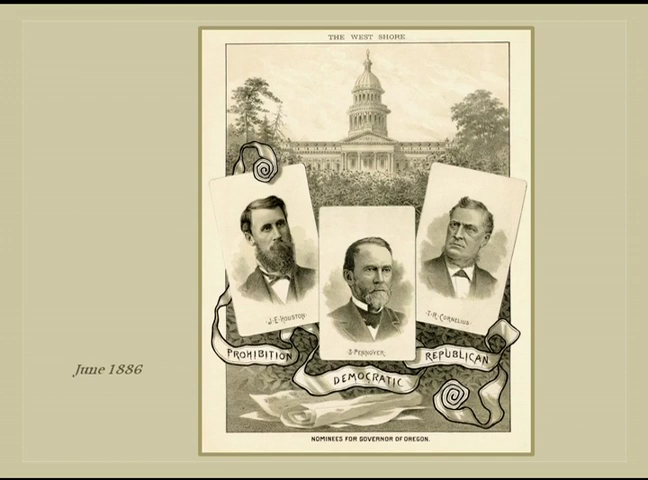 THE WEST SHORE
J. E. HOUSTON
S. PENNOYER
T. R. CORNELIUS
PROHIBITION
DEMOCRATIC
REPUBLICAN
NOMINEES FOR GOVERNOR OF OREGON.
June 1886